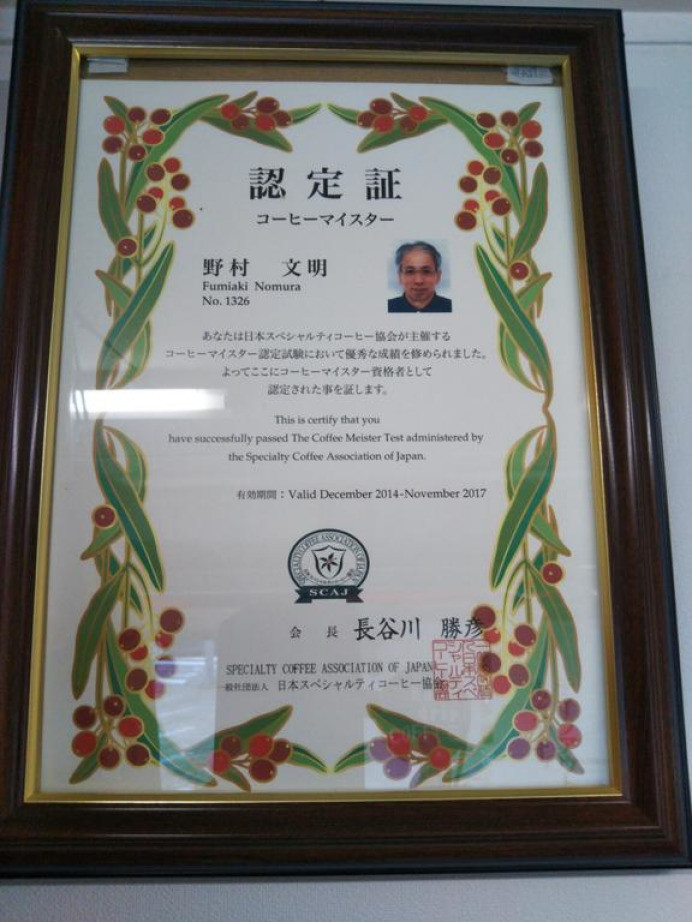 認定証
コーヒーマイスター
野村 文明
Fumiaki Nomura
No. 1326
あなたは日本スペシャルティコーヒー協会が主催する
コーヒーマイスター認定試験において優秀な成績を修められました。
よってここにコーヒーマイスター資格者として
認定された事を証します。
This is certify that you
have successfully passed The Coffee Meister Test administered by
the Specialty Coffee Association of Japan.
有効期間：Valid December 2014-November 2017
SPECIALTY COFFEE ASSOCIATION OF JAPAN
SCAJ
会 長 長谷川 勝彦
SPECIALTY COFFEE ASSOCIATION OF JAPAN
一般社団法人 日本スペシャルティコーヒー協会